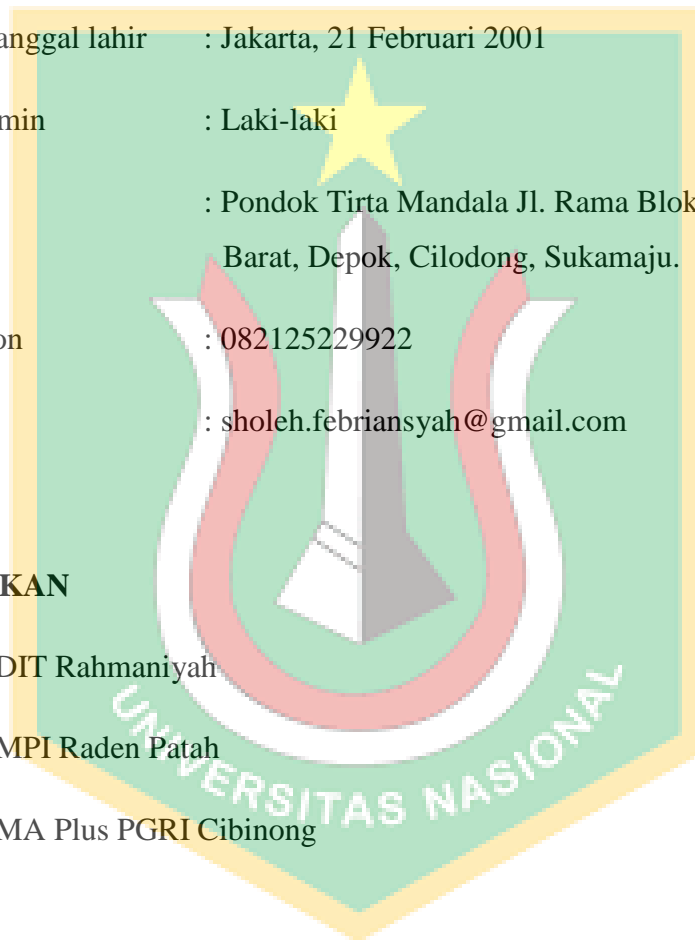 anggal lahir : Jakarta, 21 Februari 2001
min : Laki-laki
: Pondok Tirta Mandala Jl. Rama Blok
Barat, Depok, Cilodong, Sukamaju.
on : 082125229922
: sholeh.febriansyah@gmail.com
KAN
DIT Rahmaniyah
MPI Raden Patah
MA Plus PGRI Cibinong
UNIVERSITAS NASIONAL